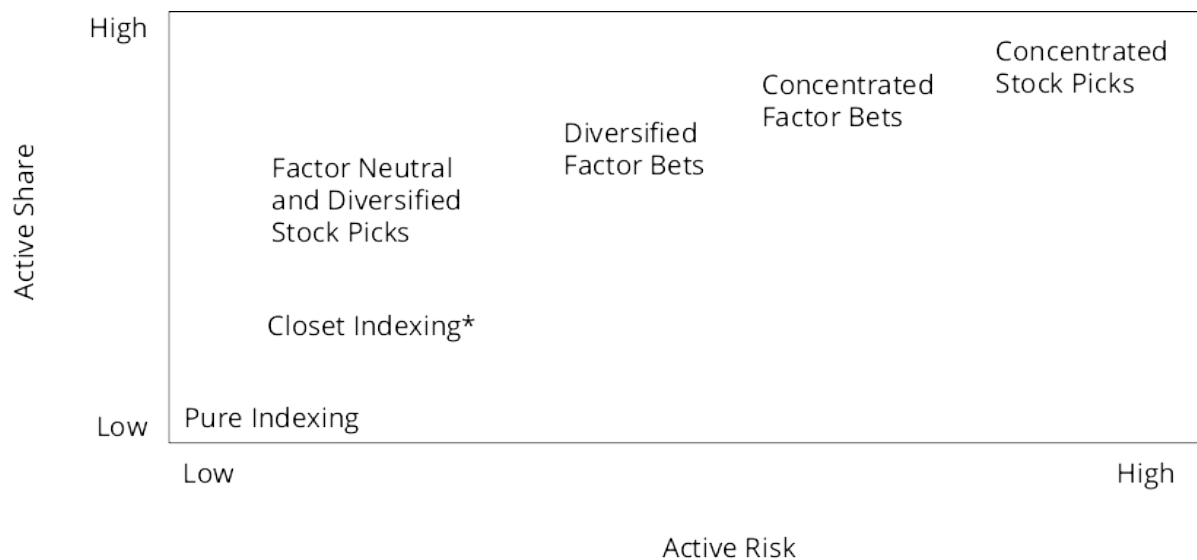 High
Concentrated
Stock Picks
Concentrated
Factor Bets
Diversified
Factor Bets
Factor Neutral
and Diversified
Stock Picks
Active Share
Closet Indexing*
Pure Indexing
Low
Low
High
Active Risk